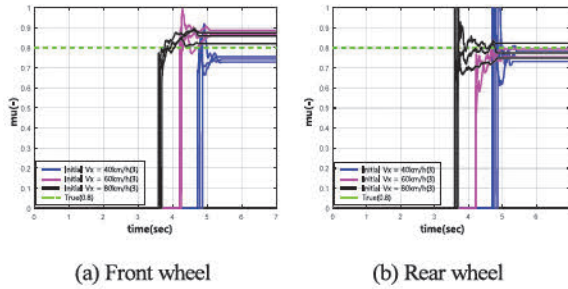 1
0.9
0.8
0.7
0.6
0.5
0.4
0.3
0.2
0.1
0
mu(-)
Initial Vx = 40km/h(3)
Initial Vx = 60km/h(3)
Initial Vx = 80km/h(3)
True(0.8)
0 1 2 3 4 5 6 7
time(sec)
(a) Front wheel
1
0.9
0.8
0.7
0.6
0.5
0.4
0.3
0.2
0.1
0
mu(-)
Initial Vx = 40km/h(3)
Initial Vx = 60km/h(3)
Initial Vx = 80km/h(3)
True(0.8)
0 1 2 3 4 5 6
time(sec)
(b) Rear wheel